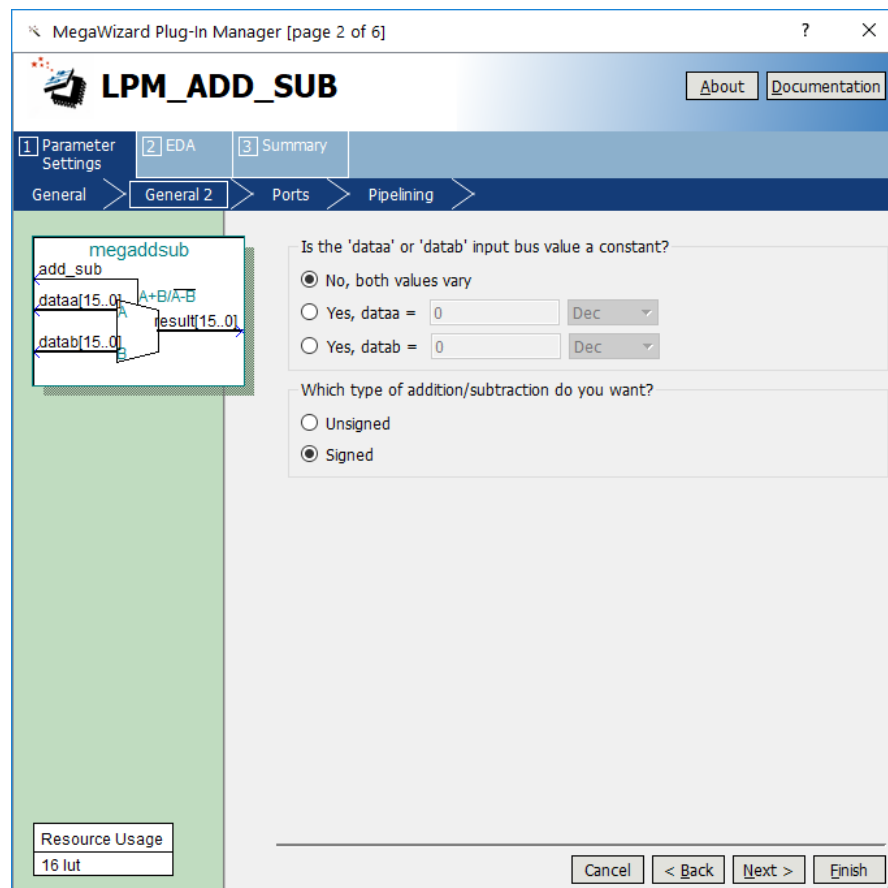 MegaWizard Plug-In Manager [page 2 of 6]
?
LPM_ADD_SUB
About
Documentation
1 Parameter Settings
2 EDA
3 Summary
General
General 2
Ports
Pipelining
megaddsub
add_sub
A+B/A-B
dataa[15..0]
A
result[15..0]
datab[15..0]
B
Is the 'dataa' or 'datab' input bus value a constant?
No, both values vary
Yes, dataa = 0 Dec
Yes, datab = 0 Dec
Which type of addition/subtraction do you want?
Unsigned
Signed
Resource Usage
16 lut
Cancel
< Back
Next >
Finish